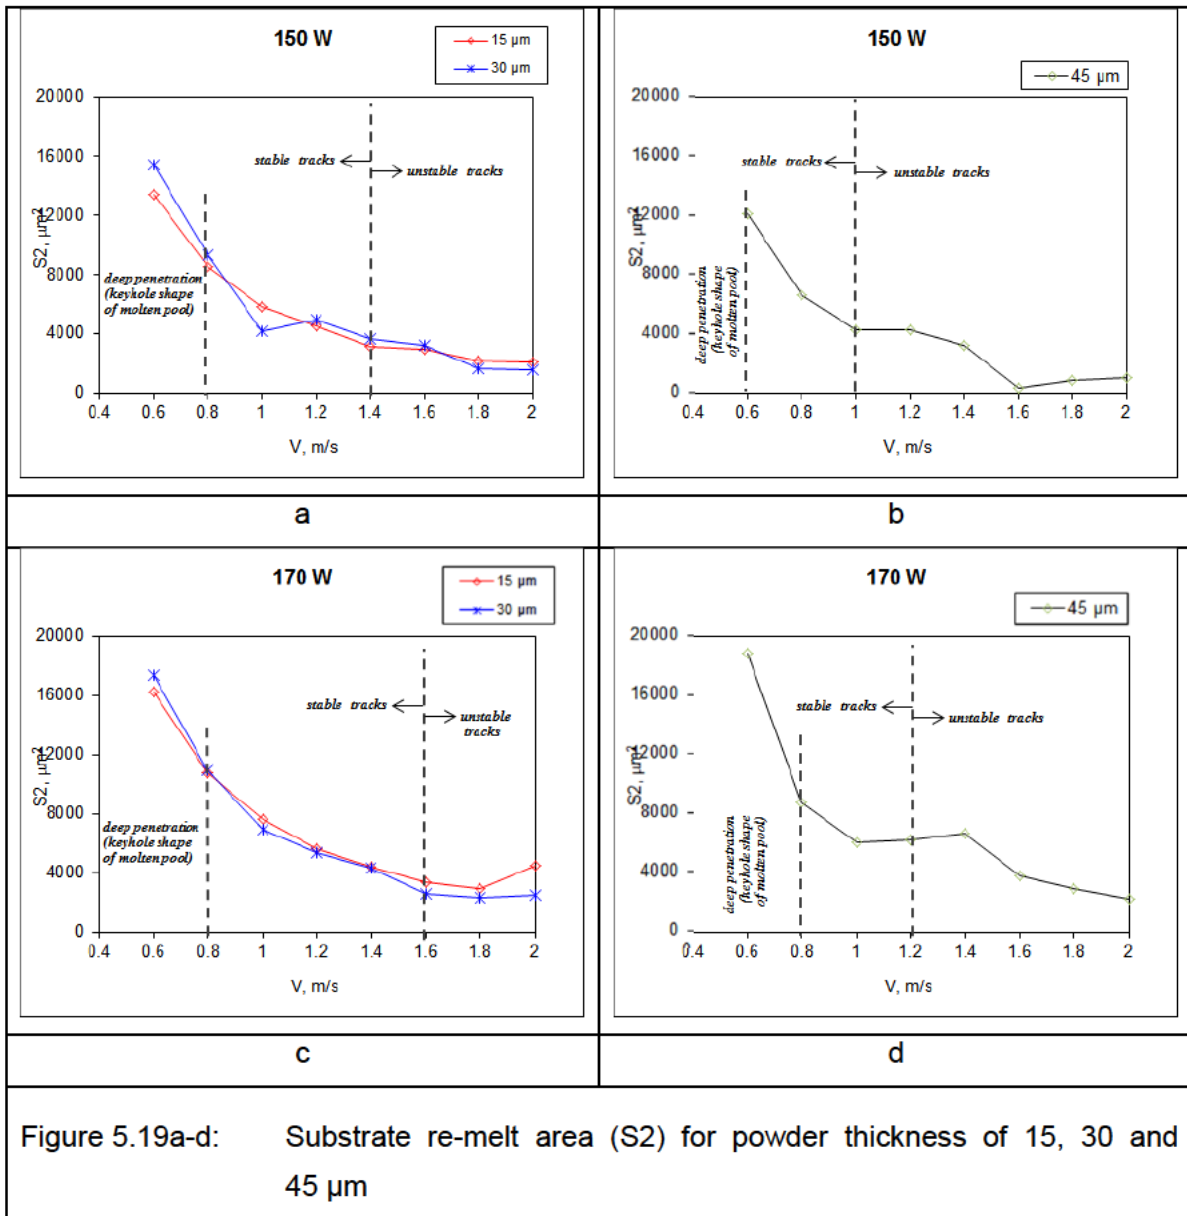 150 W
15 µm
30 µm
20000
16000
12000
8000
4000
0
S2, µm²
stable tracks
unstable tracks
deep penetration
(keyhole shape
of molten pool)
0.4 0.6 0.8 1 1.2 1.4 1.6 1.8 2
V, m/s
150 W
45 µm
20000
16000
12000
8000
4000
0
S2, µm²
stable tracks
unstable tracks
deep penetration
(keyhole shape
of molten pool)
0.4 0.6 0.8 1 1.2 1.4 1.6 1.8 2
V, m/s
a
b
170 W
15 µm
30 µm
20000
16000
12000
8000
4000
0
S2, µm²
stable tracks
unstable
tracks
deep penetration
(keyhole shape
of molten pool)
0.4 0.6 0.8 1 1.2 1.4 1.6 1.8 2
V, m/s
170 W
45 µm
20000
16000
12000
8000
4000
0
S2, µm²
stable tracks
unstable tracks
deep penetration
(keyhole shape
of molten pool)
0.4 0.6 0.8 1 1.2 1.4 1.6 1.8 2
V, m/s
c
d
Figure 5.19a-d: Substrate re-melt area (S2) for powder thickness of 15, 30 and
45 µm